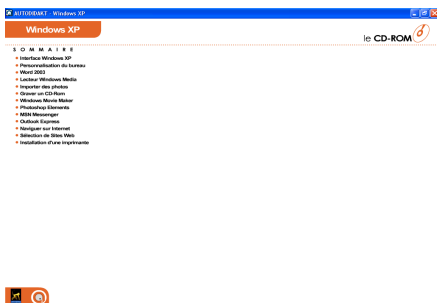 AUTODIDAKT - Windows XP
Windows XP
le CD-ROM
SOMMAIRE
Interface Windows XP
Personnalisation du bureau
Word 2003
Lecteur Windows Media
Importer des photos
Graver un CD-Rom
Windows Movie Maker
Photoshop Elements
MSN Messenger
Outlook Express
Naviguer sur Internet
Sélection de Sites Web
Installation d'une imprimante